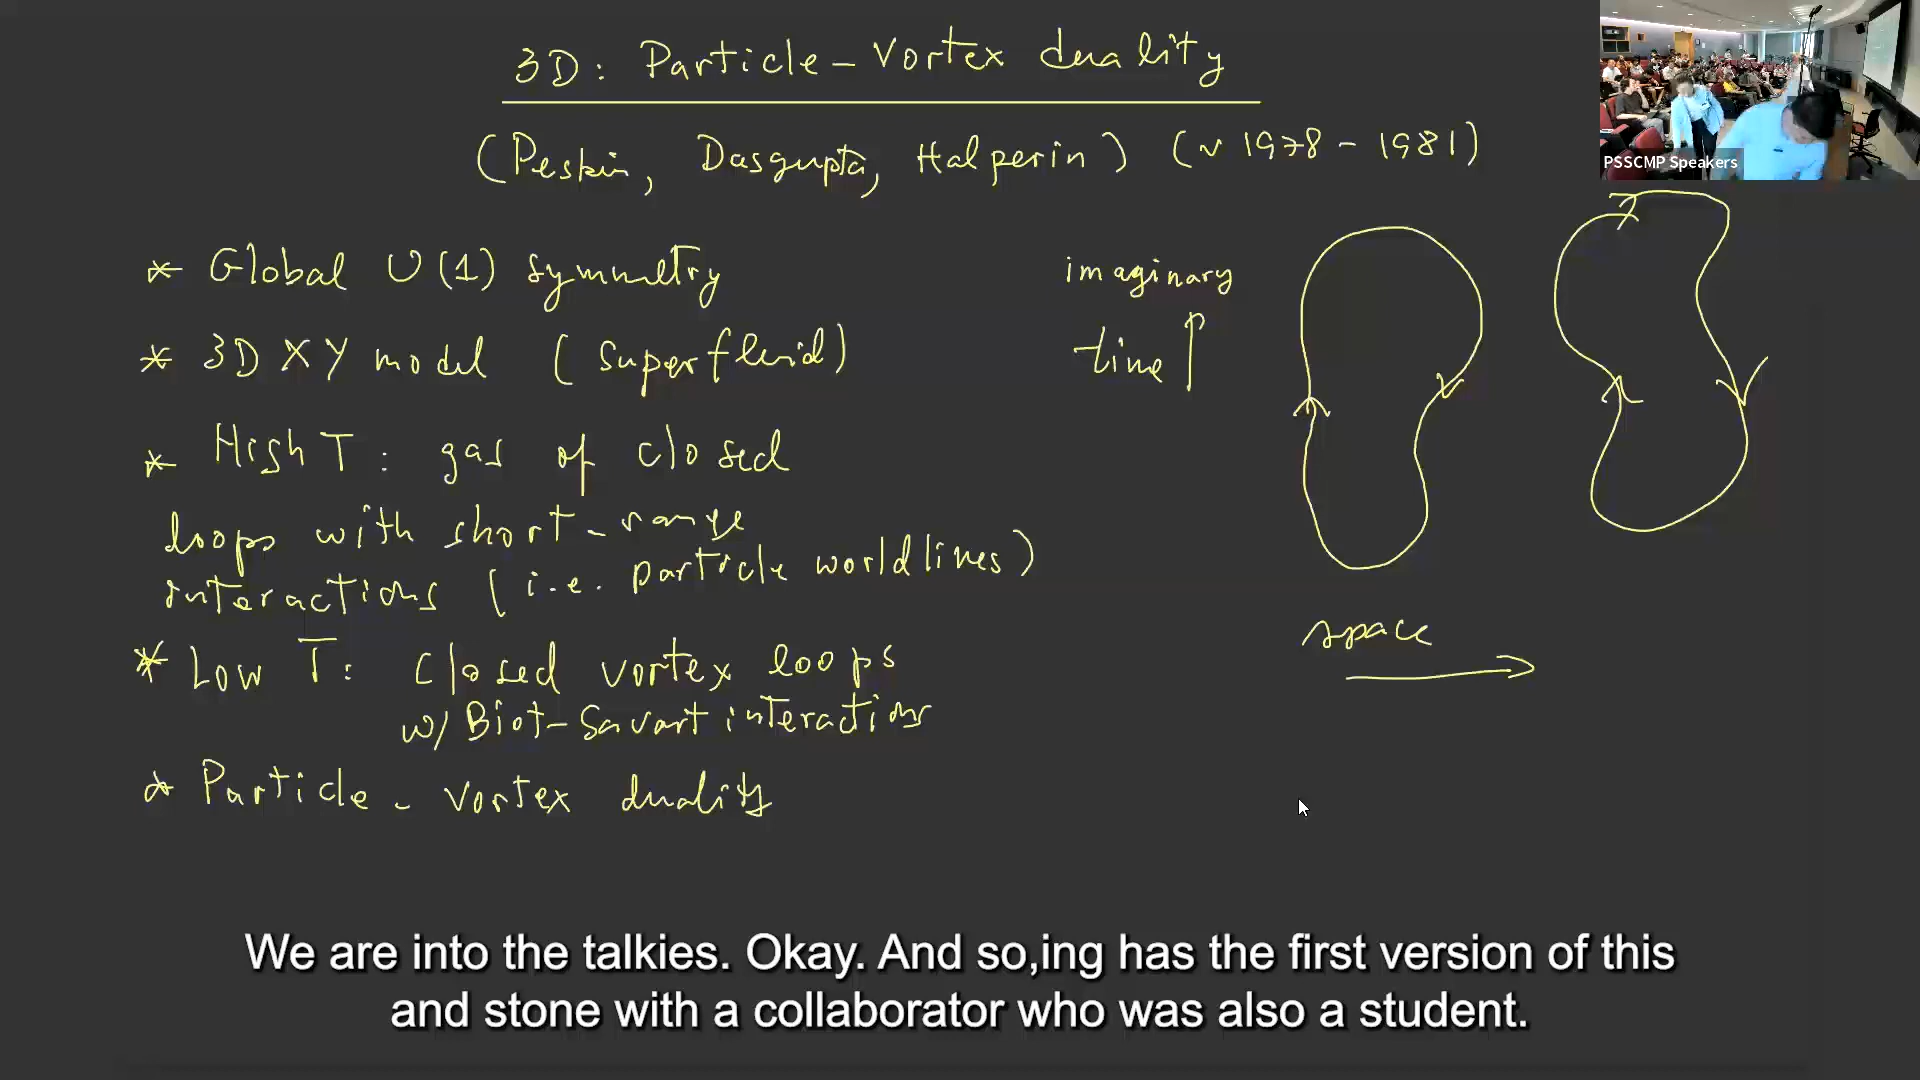 3D: Particle - Vortex duality
(Peskin, Dasgupta, Halperin) (~ 1978 - 1981)
PSSCMP Speakers
* Global U(1) symmetry
* 3D XY model (superfluid)
* High T: gas of closed
loops with short-range
interactions (i.e. particle worldlines)
* Low T: closed vortex loops
w/ Biot-Savart interactions
* Particle - vortex duality
imaginary
time
space
We are into the talkies. Okay. And so,ing has the first version of this
and stone with a collaborator who was also a student.